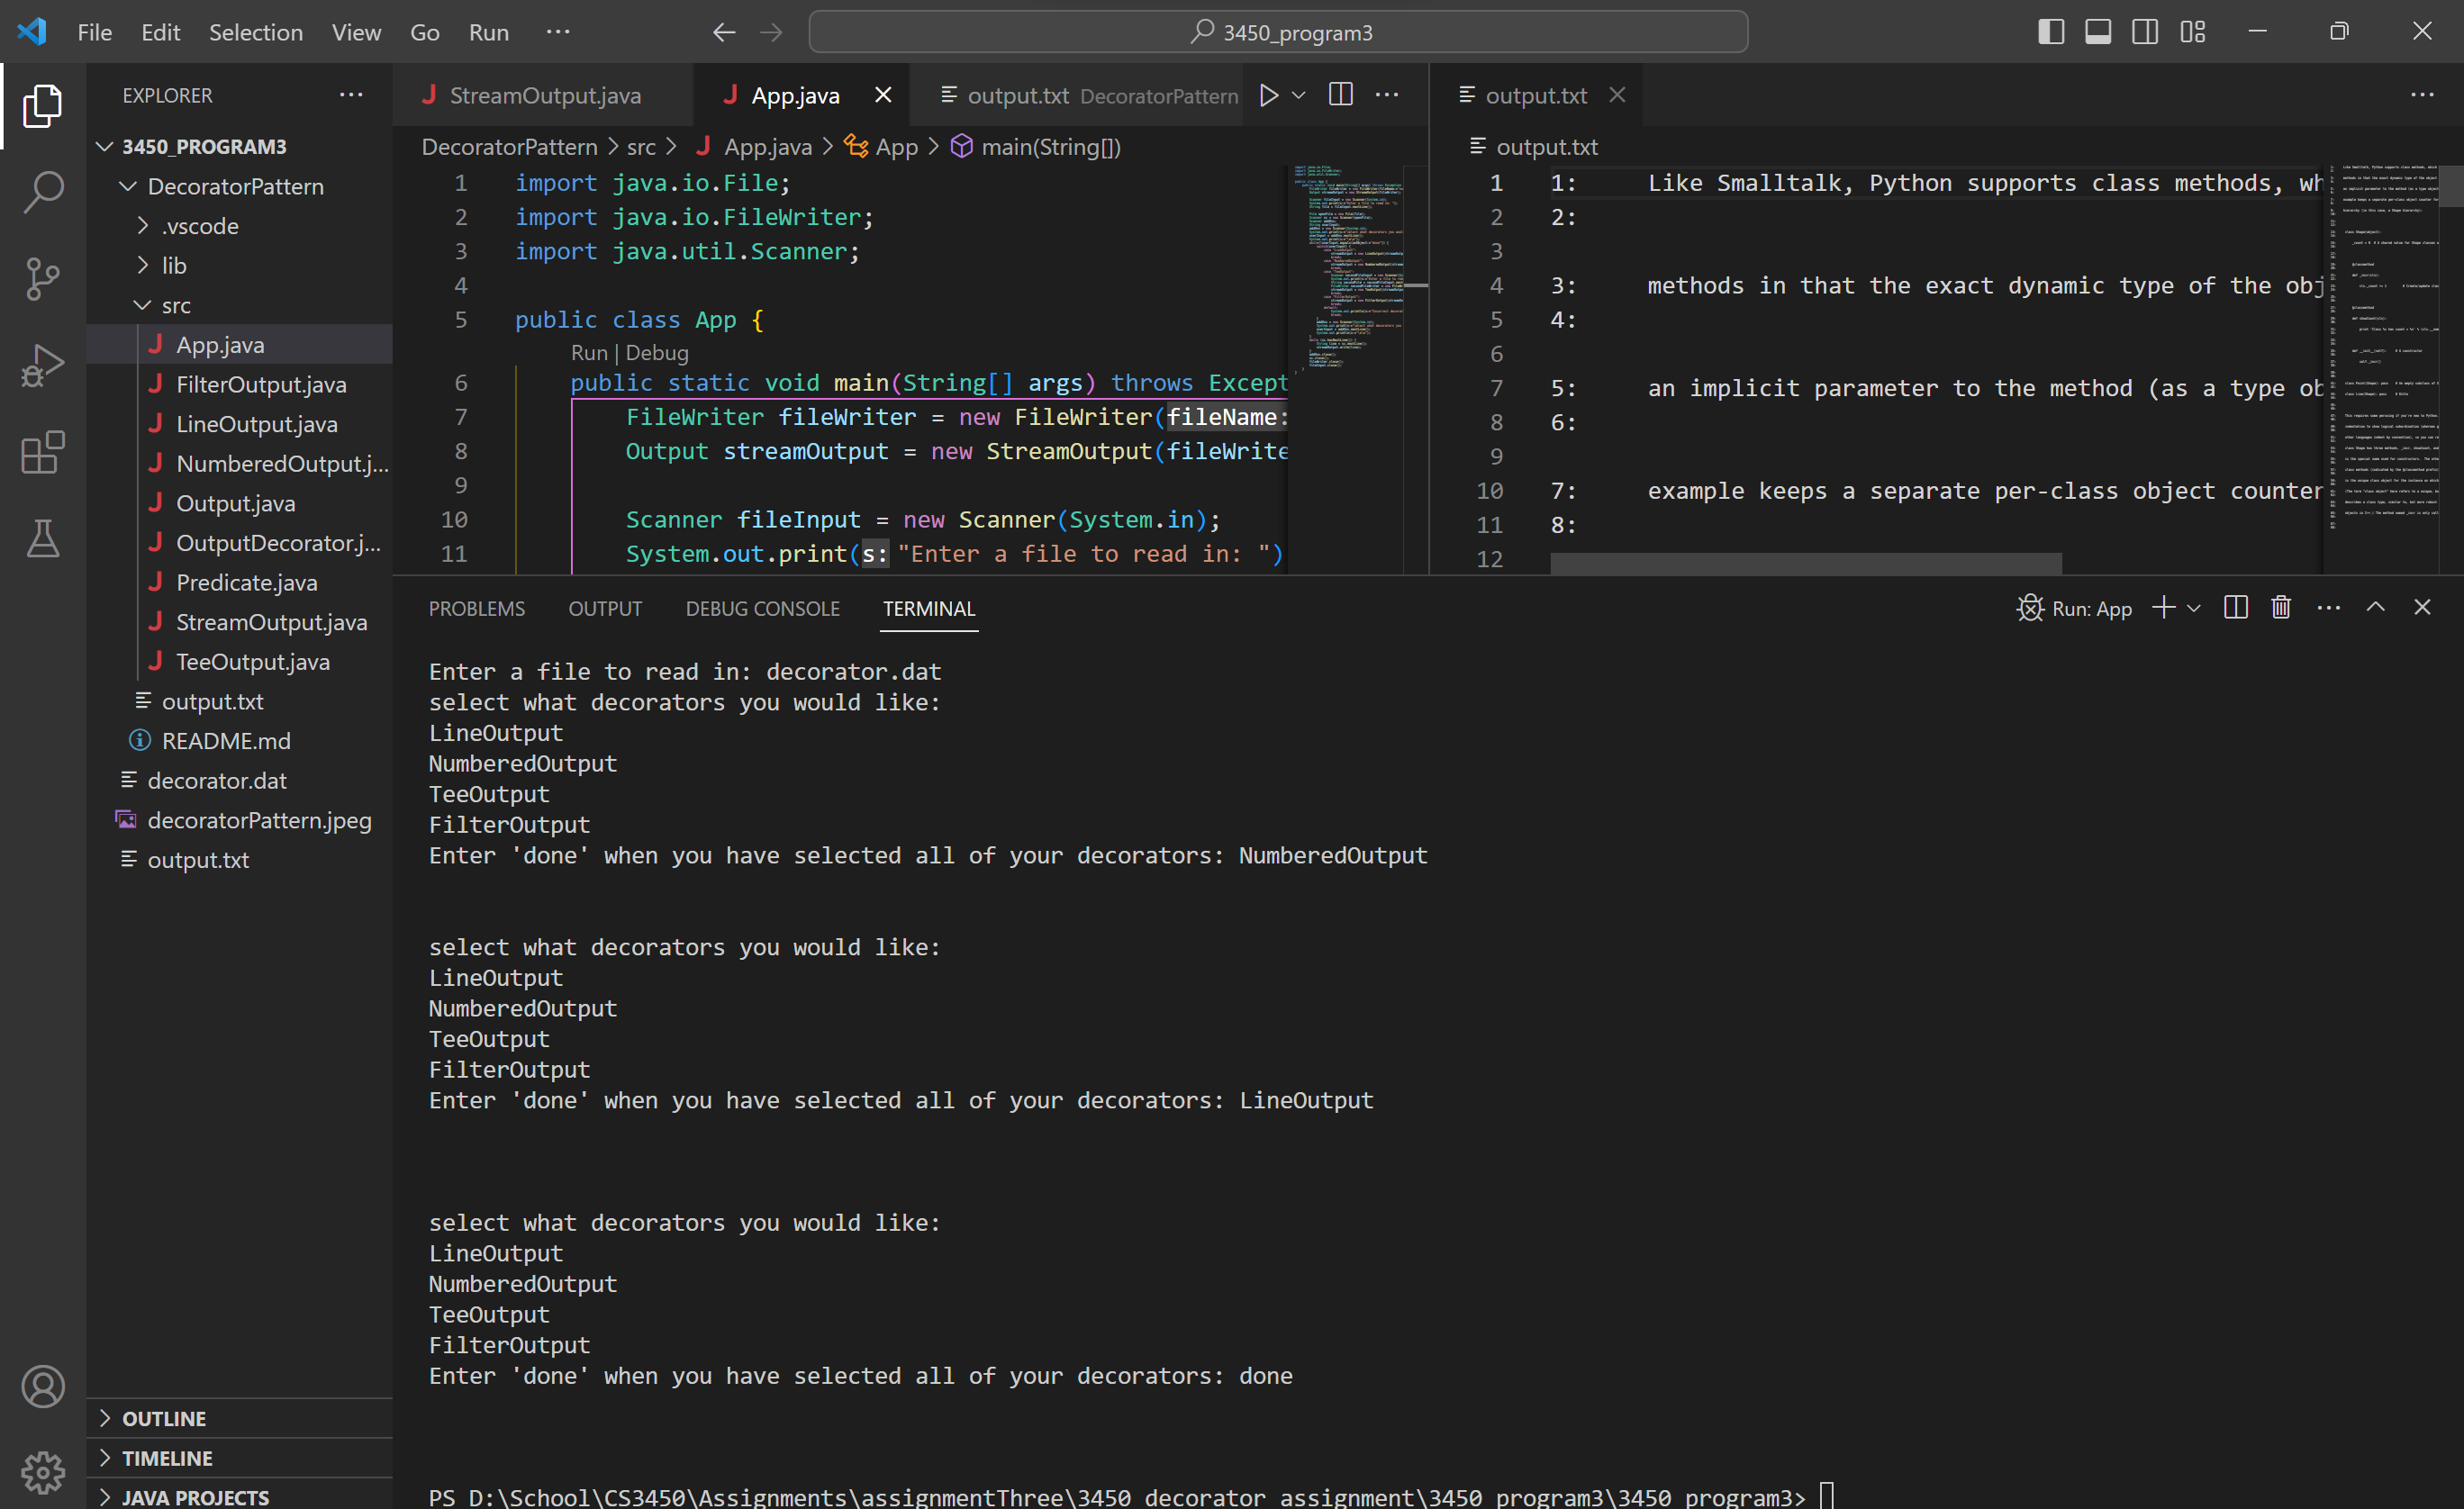 File Edit Selection View Go Run ···
3450_program3
EXPLORER
3450_PROGRAM3
DecoratorPattern
.vscode
lib
src
App.java
FilterOutput.java
LineOutput.java
NumberedOutput.j...
Output.java
OutputDecorator.j...
Predicate.java
StreamOutput.java
TeeOutput.java
output.txt
README.md
decorator.dat
decoratorPattern.jpeg
output.txt
OUTLINE
TIMELINE
JAVA PROJECTS
StreamOutput.java App.java output.txt DecoratorPattern
DecoratorPattern > src > App.java > App > main(String[])
1 import java.io.File;
2 import java.io.FileWriter;
3 import java.util.Scanner;
4
5 public class App {
Run | Debug
6 public static void main(String[] args) throws Except
7 FileWriter fileWriter = new FileWriter(fileName:
8 Output streamOutput = new StreamOutput(fileWrite
9
10 Scanner fileInput = new Scanner(System.in);
11 System.out.print(s:"Enter a file to read in: ")
output.txt
output.txt
1 1: Like Smalltalk, Python supports class methods, wh
2 2:
3
4 3: methods in that the exact dynamic type of the obj
5 4:
6
7 5: an implicit parameter to the method (as a type ob
8 6:
9
10 7: example keeps a separate per-class object counter
11 8:
12
PROBLEMS OUTPUT DEBUG CONSOLE TERMINAL
Run: App
Enter a file to read in: decorator.dat
select what decorators you would like:
LineOutput
NumberedOutput
TeeOutput
FilterOutput
Enter 'done' when you have selected all of your decorators: NumberedOutput
select what decorators you would like:
LineOutput
NumberedOutput
TeeOutput
FilterOutput
Enter 'done' when you have selected all of your decorators: LineOutput
select what decorators you would like:
LineOutput
NumberedOutput
TeeOutput
FilterOutput
Enter 'done' when you have selected all of your decorators: done
PS D:\School\CS3450\Assignments\assignmentThree\3450_decorator_assignment\3450_program3\3450_program3>